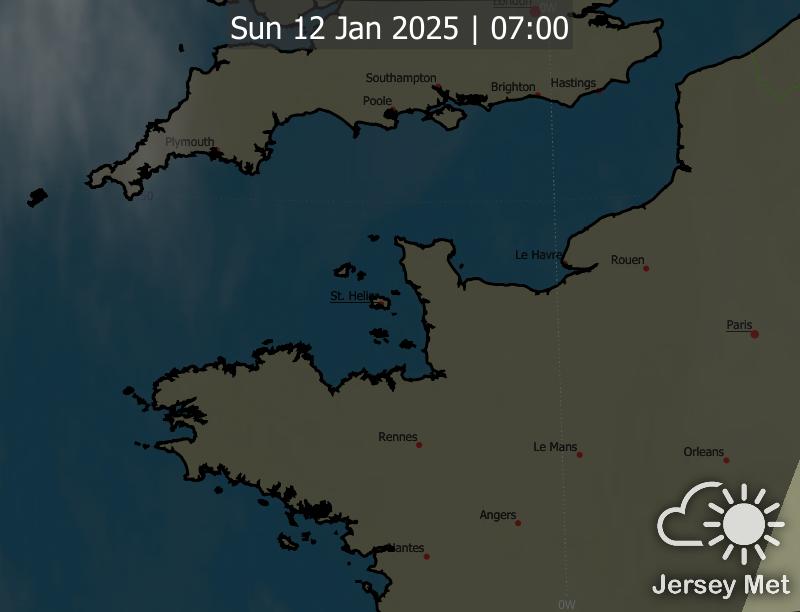 London
0W
Sun 12 Jan 2025 | 07:00
Southampton
Brighton
Hastings
Poole
Plymouth
50
Le Havre
Rouen
St. Helier
Paris
Rennes
Le Mans
Orleans
Angers
Nantes
Jersey Met
0W